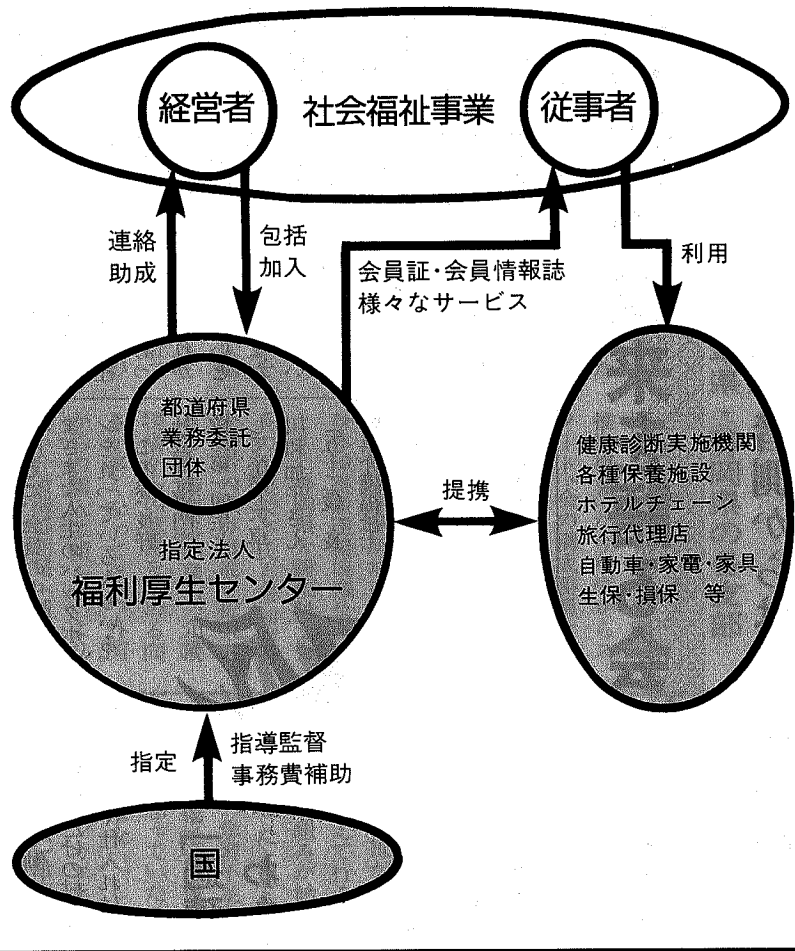 経営者
社会福祉事業
従事者
連絡
助成
包括
加入
会員証・会員情報誌
様々なサービス
利用
都道府県
業務委託
団体
指定法人
福利厚生センター
提携
健康診断実施機関
各種保養施設
ホテルチェーン
旅行代理店
自動車・家電・家具
生保・損保　等
指定
指導監督
事務費補助
国